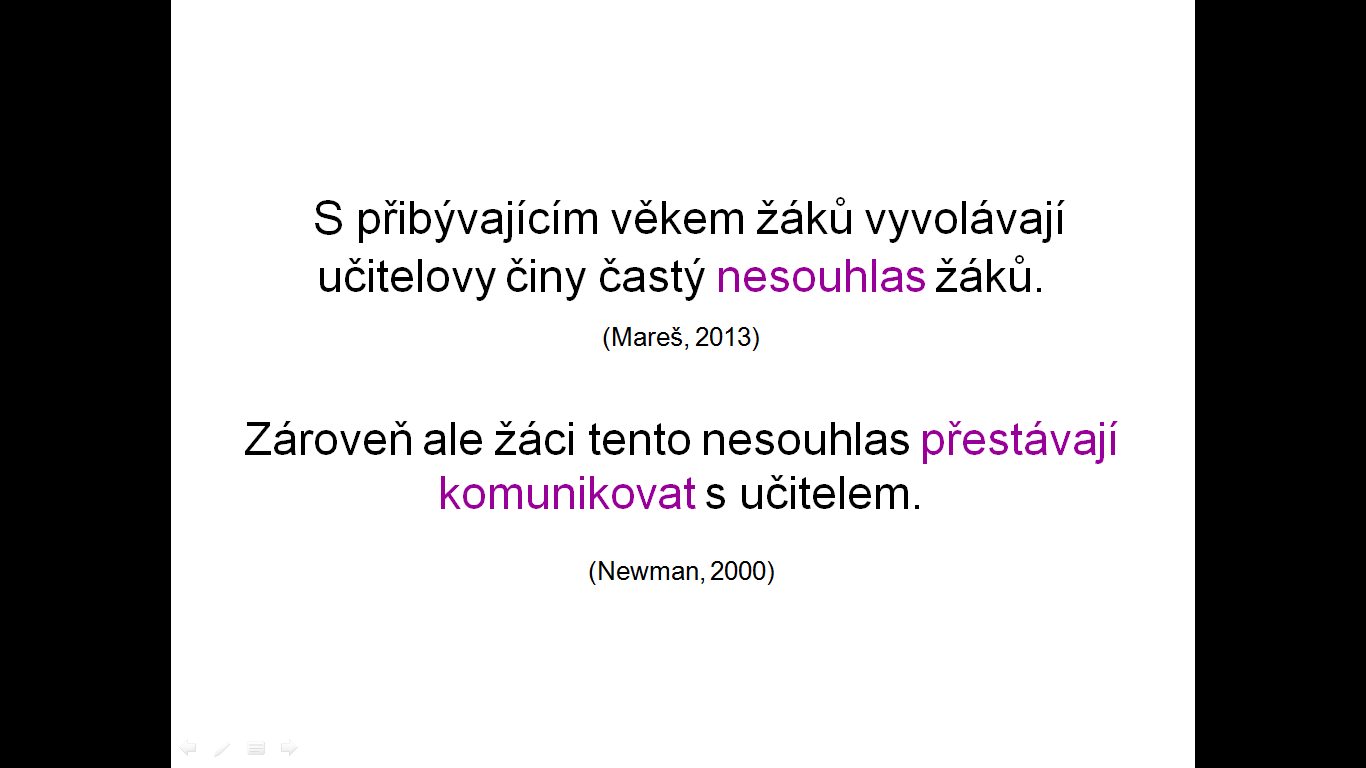 S přibývajícím věkem žáků vyvolávají
učitelovy činy častý nesouhlas žáků.
(Mareš, 2013)
Zároveň ale žáci tento nesouhlas přestávají
komunikovat s učitelem.
(Newman, 2000)